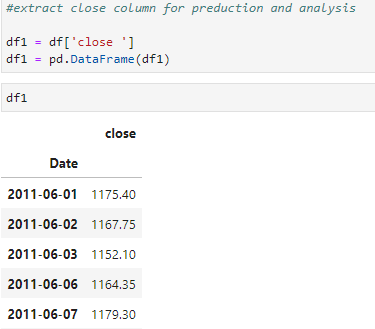 #extract close column for preduction and analysis
df1 = df['close ']
df1 = pd.DataFrame(df1)
df1
close
Date
2011-06-01 1175.40
2011-06-02 1167.75
2011-06-03 1152.10
2011-06-06 1164.35
2011-06-07 1179.30